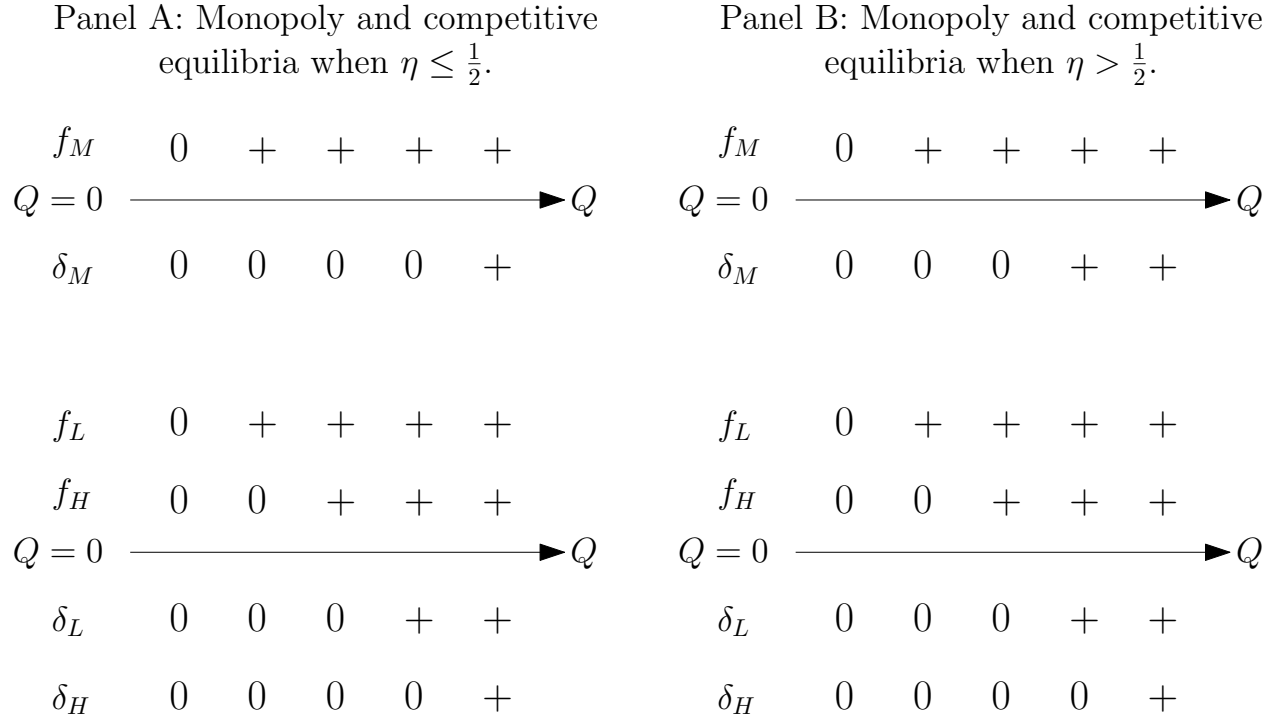 Panel A: Monopoly and competitive
equilibria when η ≤ 1/2.
f_M 0 + + + +
Q = 0 Q
δ_M 0 0 0 0 +
f_L 0 + + + +
f_H 0 0 + + +
Q = 0 Q
δ_L 0 0 0 + +
δ_H 0 0 0 0 +
Panel B: Monopoly and competitive
equilibria when η > 1/2.
f_M 0 + + + +
Q = 0 Q
δ_M 0 0 0 + +
f_L 0 + + + +
f_H 0 0 + + +
Q = 0 Q
δ_L 0 0 0 + +
δ_H 0 0 0 0 +